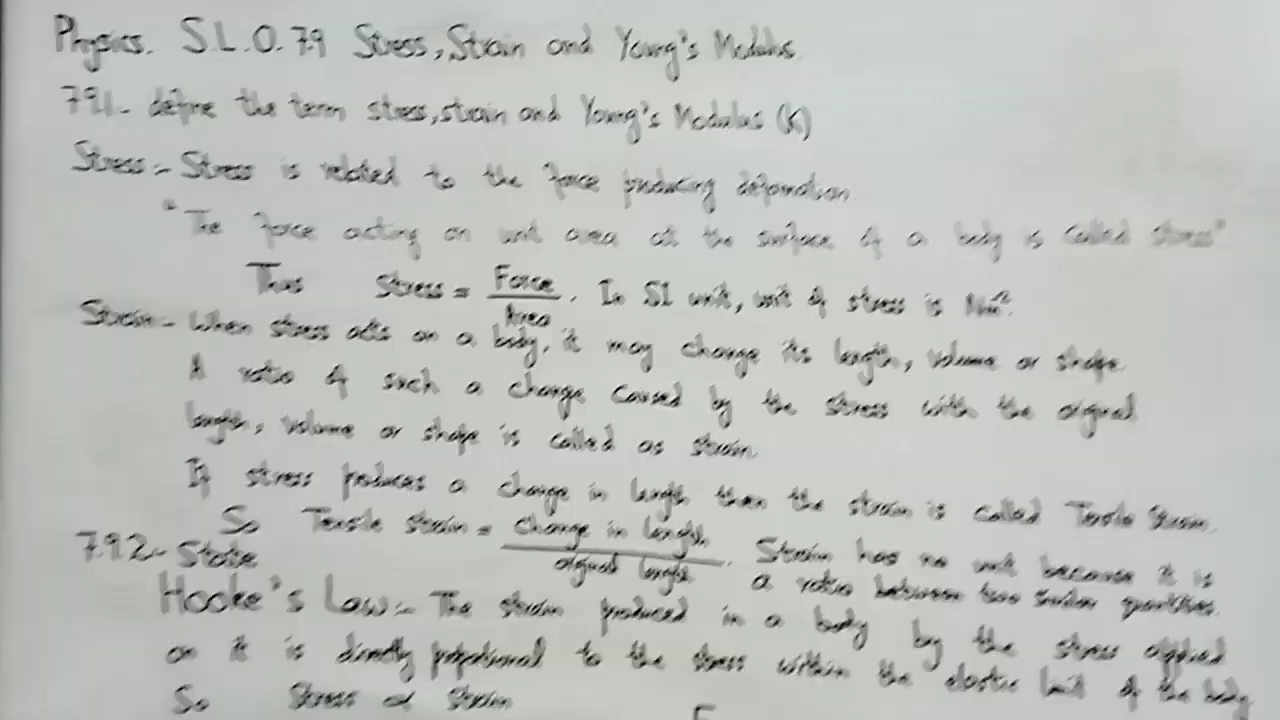 Physics. S.L.O. 7.9 Stress, Strain and Young's Modulus.
7.9.1- define the term stress, strain and Young's Modulus (K)
Stress:- Stress is related to the force producing deformation
"The force acting on unit area at the surface of a body is called stress"
Thus Stress = Force / Area . In SI unit, unit of stress is Nm⁻².
Strain- When stress acts on a body, it may change its length, volume or shape.
A ratio of such a change caused by the stress with the original
length, volume or shape is called as strain.
If stress produces a change in length then the strain is called Tensile Strain.
So Tensile strain = Change in length / original length . Strain has no unit because it is
a ratio between two similar quantities.
7.9.2- State
Hooke's Law:- The strain produced in a body by the stress applied
on it is directly proportional to the stress within the elastic limit of the body
So Stress α Strain
F